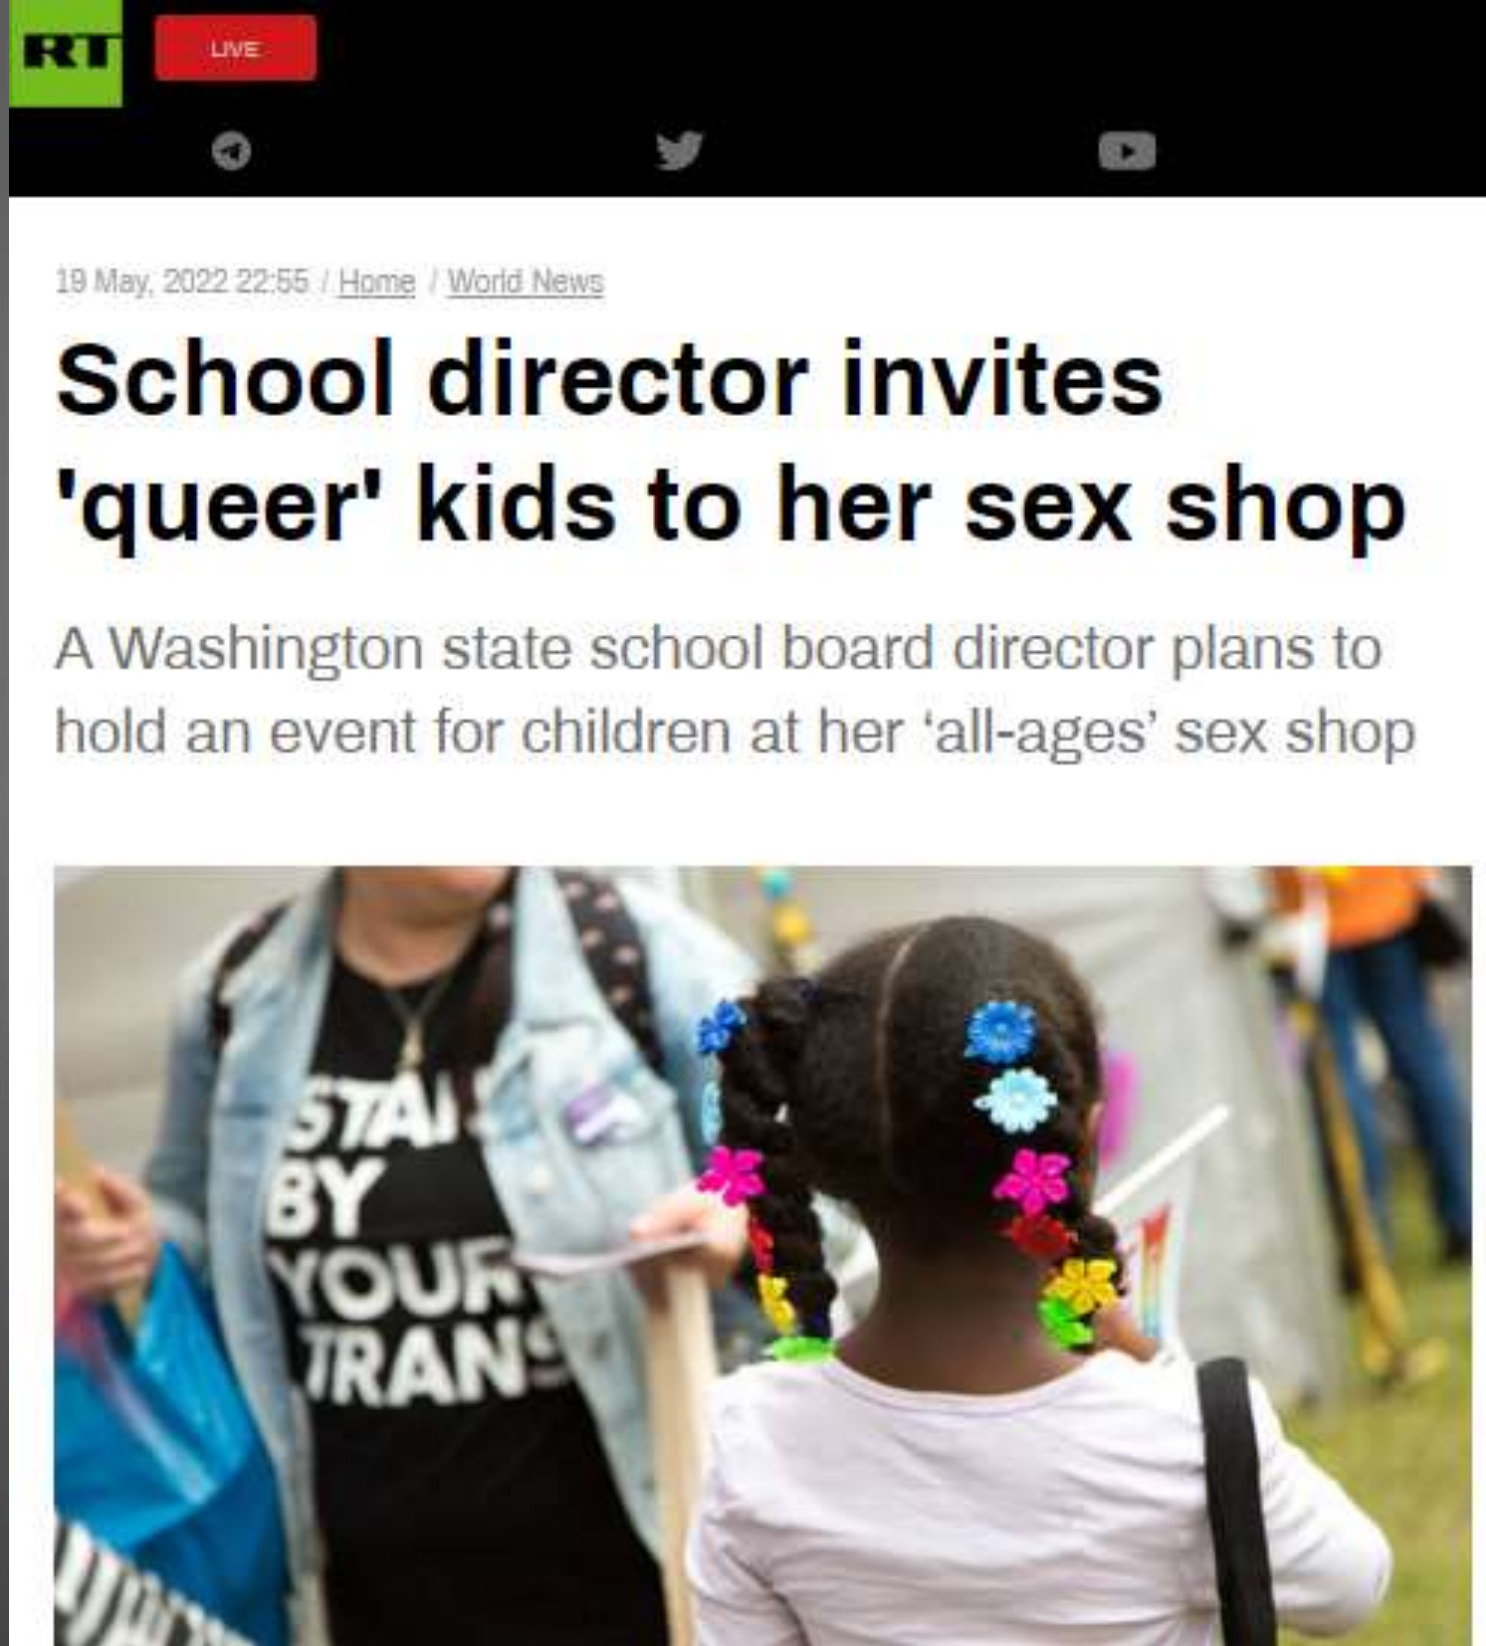 RT
LIVE
19 May, 2022 22:55 / Home / World News
School director invites
'queer' kids to her sex shop
A Washington state school board director plans to
hold an event for children at her ‘all-ages’ sex shop
BY
YOUR
TRANS